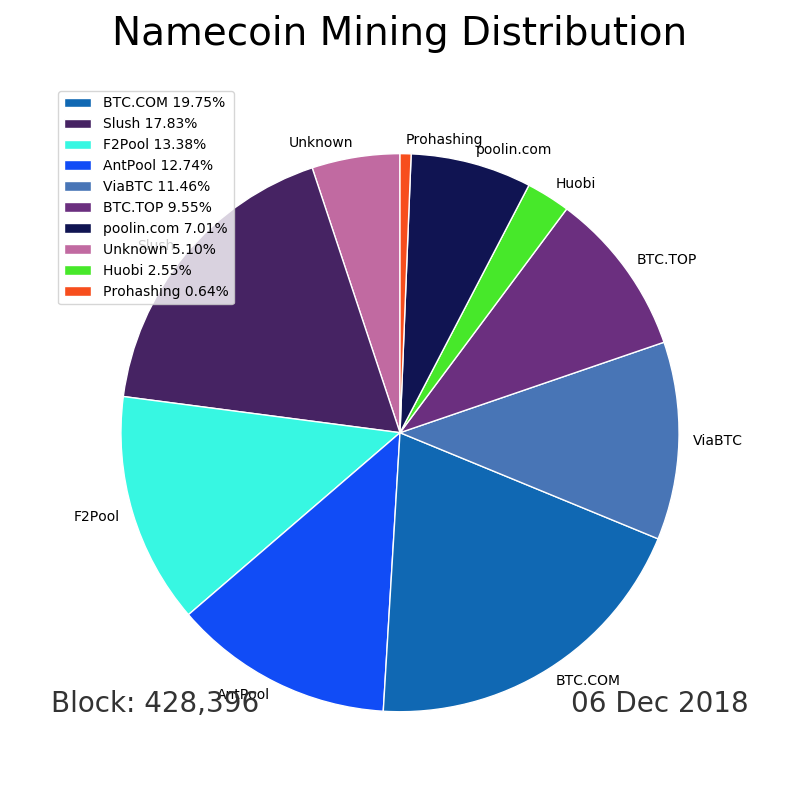 Namecoin Mining Distribution
BTC.COM 19.75%
Slush 17.83%
F2Pool 13.38%
AntPool 12.74%
ViaBTC 11.46%
BTC.TOP 9.55%
poolin.com 7.01%
Unknown 5.10%
Huobi 2.55%
Prohashing 0.64%
Unknown
Prohashing
poolin.com
Huobi
BTC.TOP
Slush
ViaBTC
F2Pool
BTC.COM
AntPool
Block: 428,396
06 Dec 2018